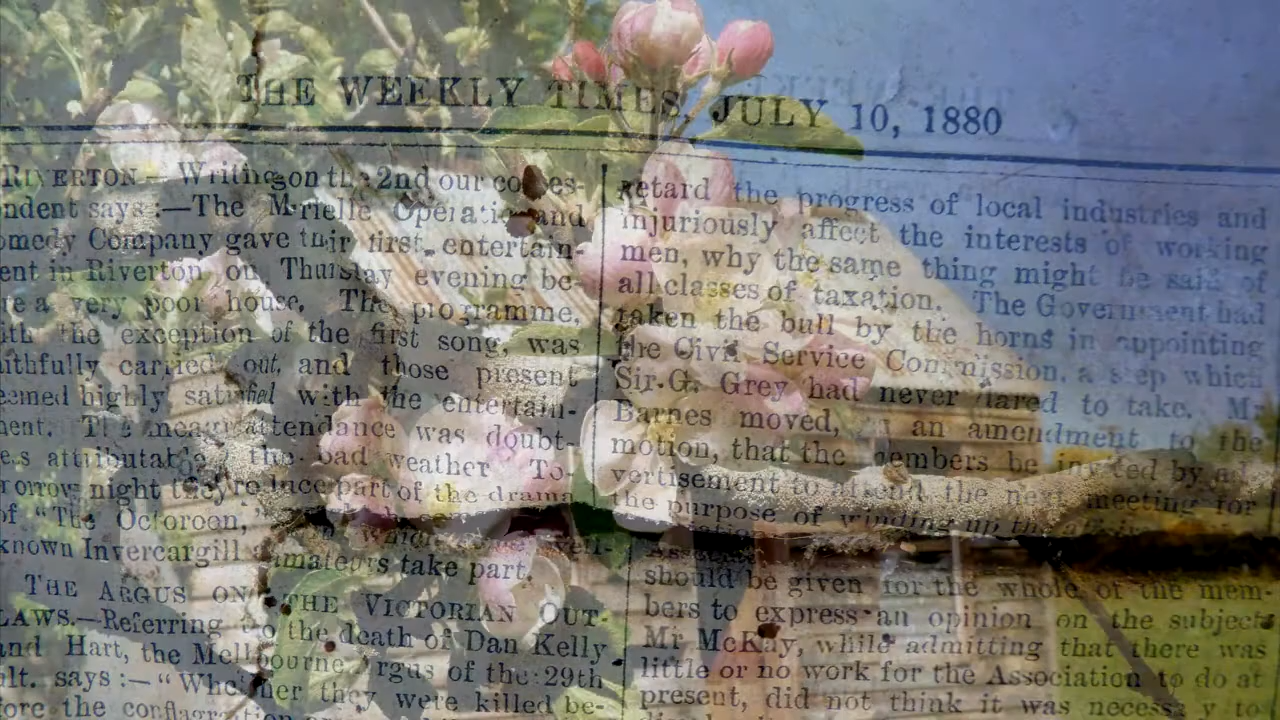 THE WEEKLY TIMES, JULY 10, 1880
RIVERTON.—Writing on the 2nd our corres-
ndent says:—The Murielle Operatic and
omedy Company gave their first entertain-
ent in Riverton on Thursday evening be-
re a very poor house. The programme,
ith the exception of the first song, was
aithfully carried out, and those present
eemed highly satisfied with the entertain-
ment. The meagre attendance was doubt-
es attributable the bad weather To-
orrow night they produce part of the drama
of "The Octoroon,"
which well-
known Invercargill amateurs take part.
THE ARGUS ON THE VICTORIAN OUT-
LAWS.—Referring to the death of Dan Kelly
and Hart, the Melbourne Argus of the 29th
ult. says:—"Whether they were killed be-
fore the conflagration
retard the progress of local industries and
injuriously affect the interests of working
men, why the same thing might be said of
all classes of taxation. The Government had
taken the bull by the horns in appointing
the Civil Service Commission, a step which
Sir G. Grey had never dared to take. Mr
Barnes moved, as an amendment to the
motion, that the members be invited by ad-
vertisement to attend the next meeting for
the purpose of winding up the
should be given for the whole of the mem-
bers to express an opinion on the subject
Mr McKay, while admitting that there was
little or no work for the Association to do at
present, did not think it was necessary to